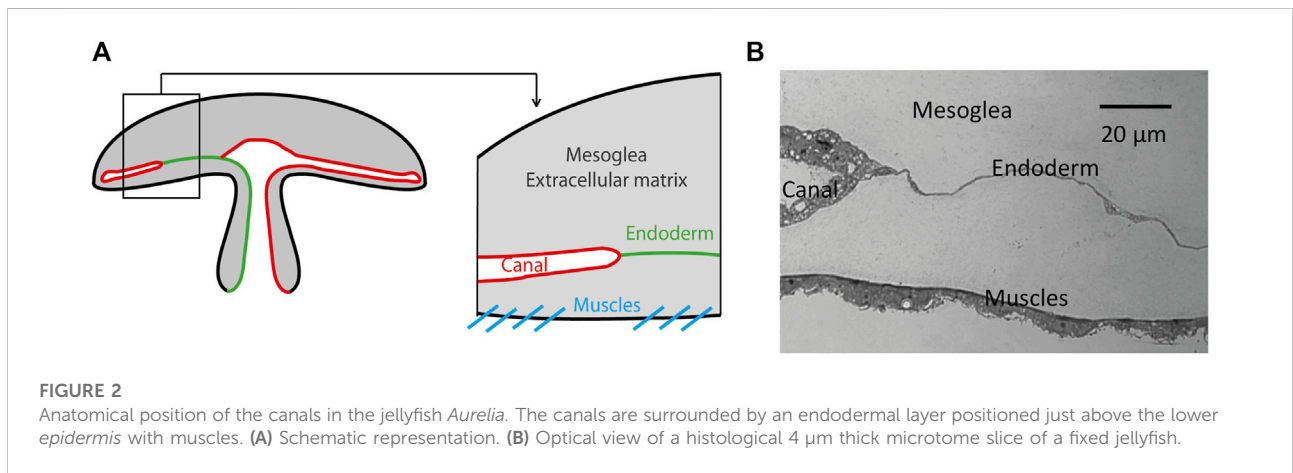 A
Mesoglea
Extracellular matrix
Endoderm
Canal
Muscles
B
Mesoglea
20 μm
Endoderm
Canal
Muscles
FIGURE 2
Anatomical position of the canals in the jellyfish Aurelia. The canals are surrounded by an endodermal layer positioned just above the lower
epidermis with muscles. (A) Schematic representation. (B) Optical view of a histological 4 μm thick microtome slice of a fixed jellyfish.